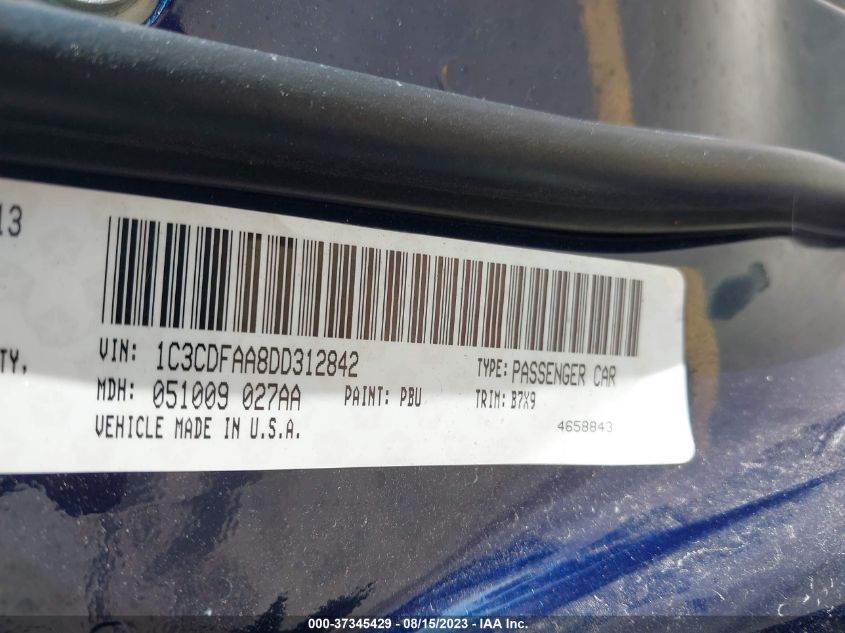 13
TY,
VIN: 1C3CDFAA8DD312842 TYPE: PASSENGER CAR
MDH: 051009 027AA PAINT: PBU TRIM: B7X9
VEHICLE MADE IN U.S.A. 4658843
000-37345429 - 08/15/2023 - IAA Inc.